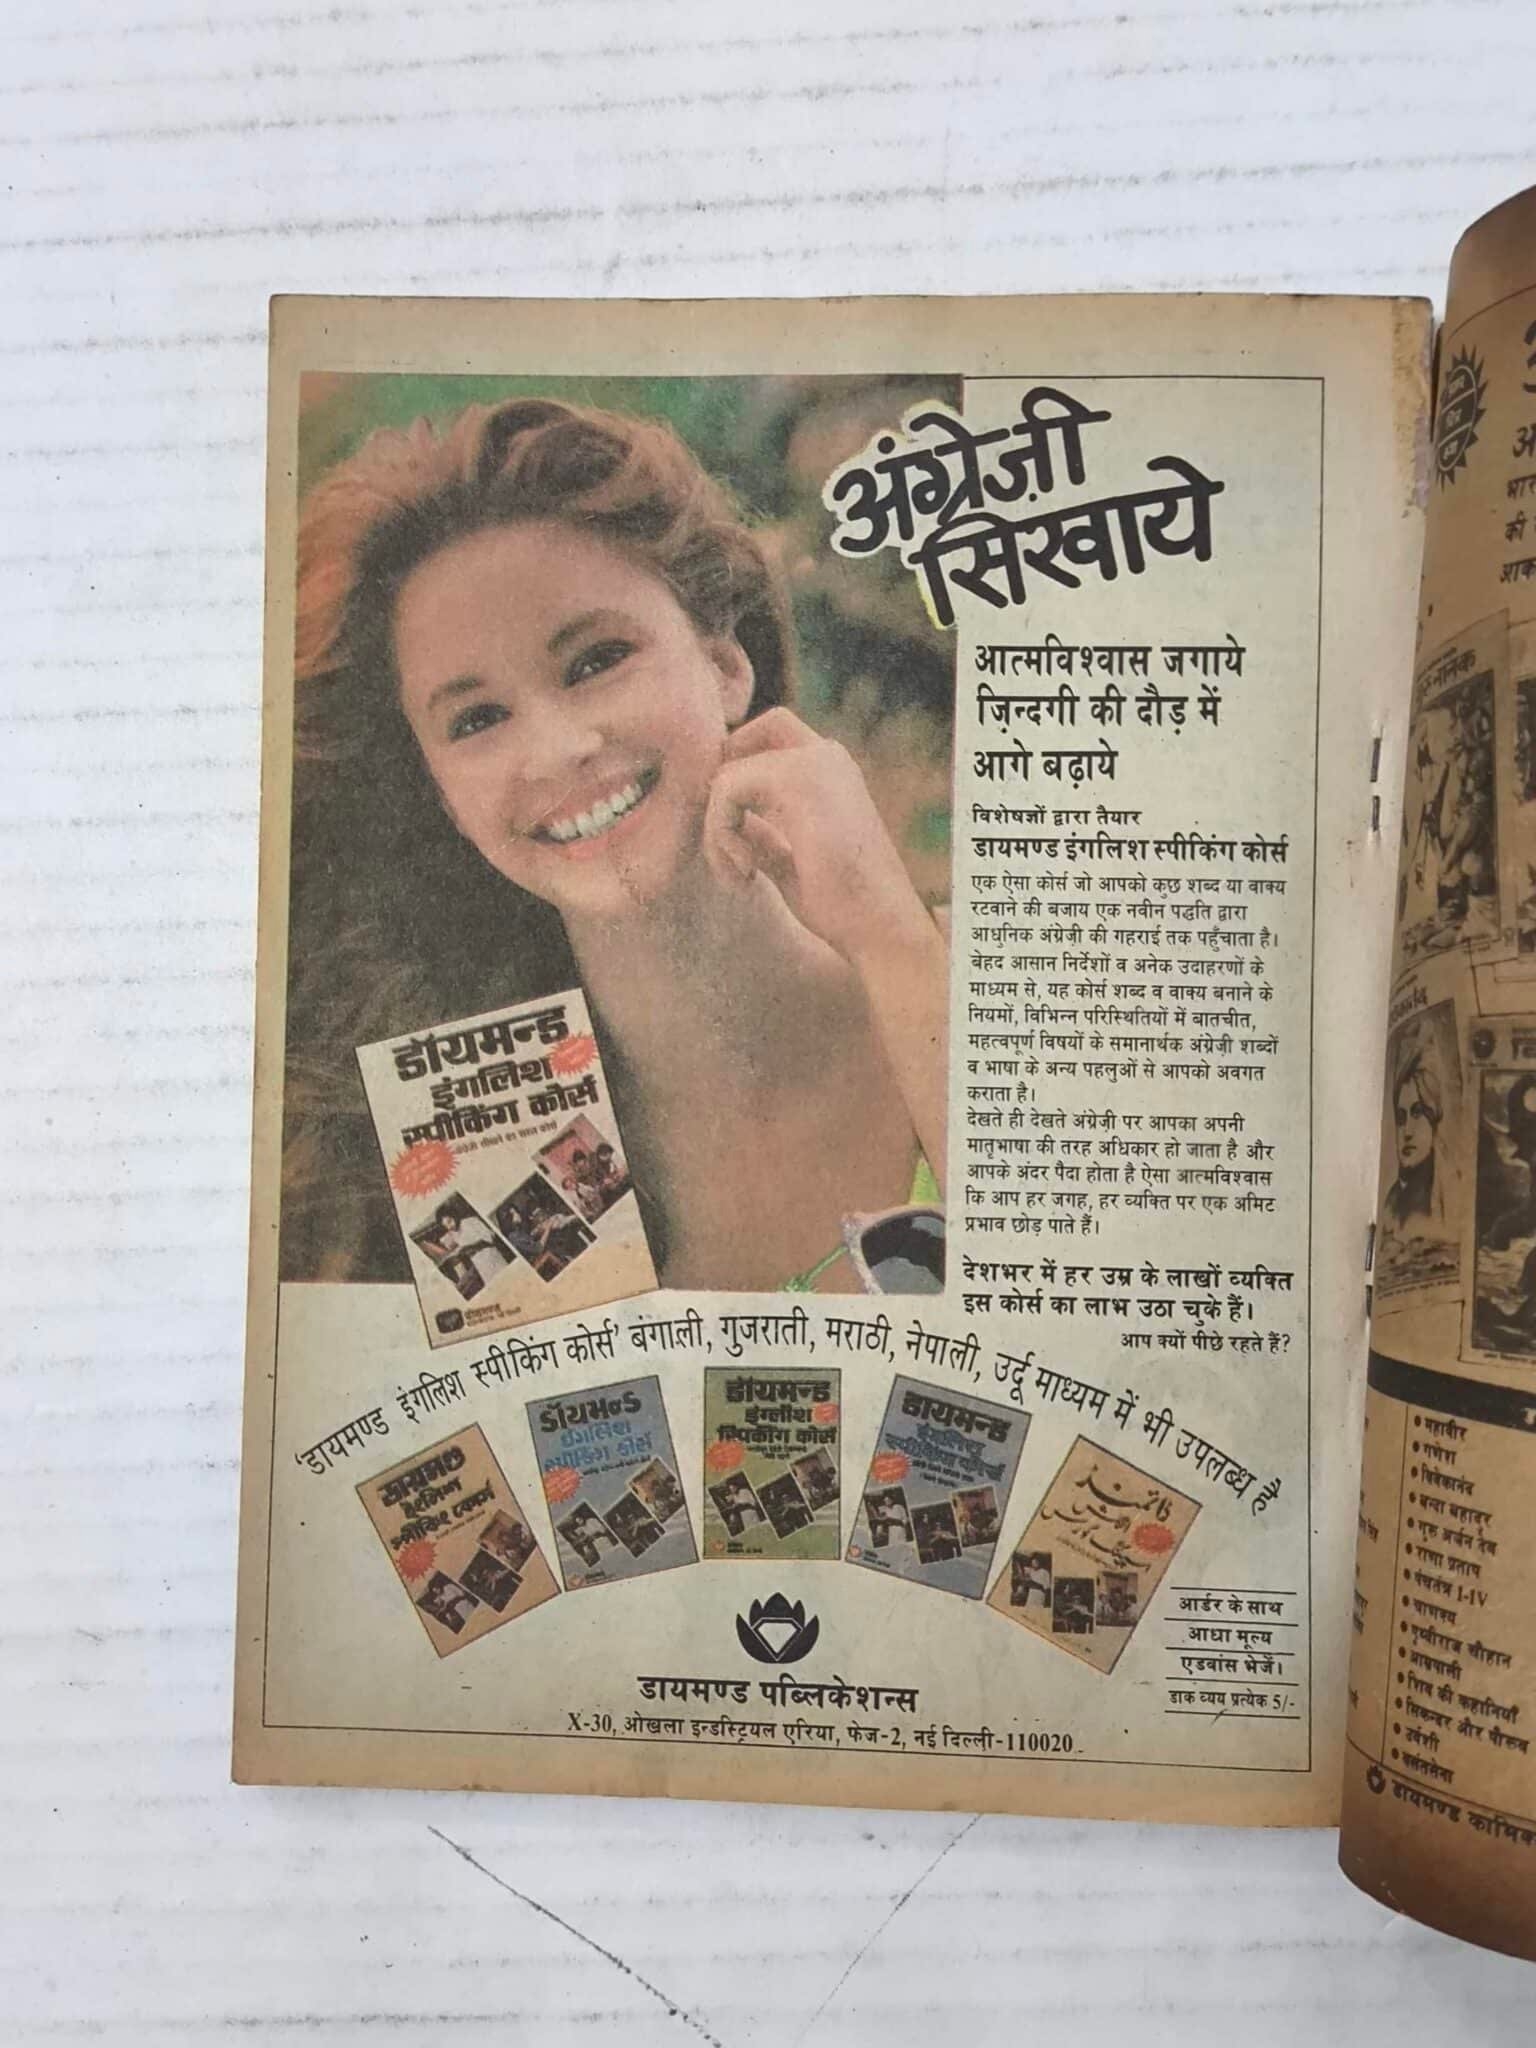 अंग्रेज़ी
सिखाये
आत्मविश्वास जगाये
ज़िन्दगी की दौड़ में
आगे बढ़ाये
विशेषज्ञों द्वारा तैयार
डायमण्ड इंगलिश स्पीकिंग कोर्स
एक ऐसा कोर्स जो आपको कुछ शब्द या वाक्य
रटवाने की बजाय एक नवीन पद्धति द्वारा
आधुनिक अंग्रेज़ी की गहराई तक पहुँचाता है।
बेहद आसान निर्देशों व अनेक उदाहरणों के
माध्यम से, यह कोर्स शब्द व वाक्य बनाने के
नियमों, विभिन्न परिस्थितियों में बातचीत,
महत्वपूर्ण विषयों के समानार्थक अंग्रेज़ी शब्दों
व भाषा के अन्य पहलुओं से आपको अवगत
कराता है।
देखते ही देखते अंग्रेज़ी पर आपका अपनी
मातृभाषा की तरह अधिकार हो जाता है और
आपके अंदर पैदा होता है ऐसा आत्मविश्वास
कि आप हर जगह, हर व्यक्ति पर एक अमिट
प्रभाव छोड़ पाते हैं।
देशभर में हर उम्र के लाखों व्यक्ति
इस कोर्स का लाभ उठा चुके हैं।
आप क्यों पीछे रहते हैं?
डॉयमन्ड
इंगलिश
स्पीकिंग कोर्स
'डायमण्ड इंगलिश स्पीकिंग कोर्स' बंगाली, गुजराती, मराठी, नेपाली, उर्दू माध्यम में भी उपलब्ध है
डॉयमन्ड
इंग्लीश
स्पिकींग कोर्स
डायमन्ड
आर्डर के साथ
आधा मूल्य
एडवांस भेजें।
डाक व्यय प्रत्येक 5/-
डायमण्ड पब्लिकेशन्स
X-30, ओखला इन्डस्ट्रियल एरिया, फेज-2, नई दिल्ली-110020
• महावीर
• गणेश
• विवेकानंद
• बन्दा बहादुर
• गुरु अर्जन देव
• राणा प्रताप
• पंचतंत्र I-IV
• चाणक्य
• पृथ्वीराज चौहान
• आम्रपाली
• शिव की कहानियाँ
• सिकन्दर और पौरूष
• उर्वशी
• बसंतसेना
डायमण्ड कामिक